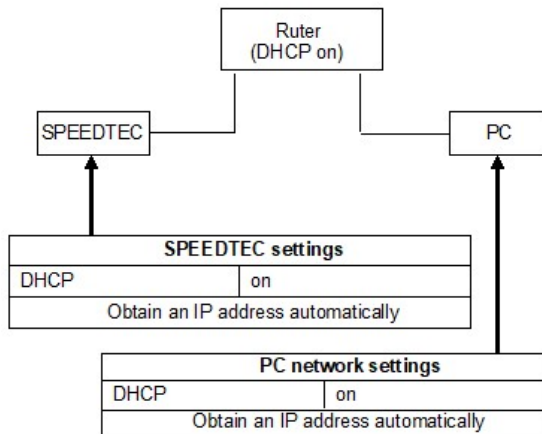 Ruter
(DHCP on)
SPEEDTEC
PC
SPEEDTEC settings
DHCP on
Obtain an IP address automatically
PC network settings
DHCP on
Obtain an IP address automatically